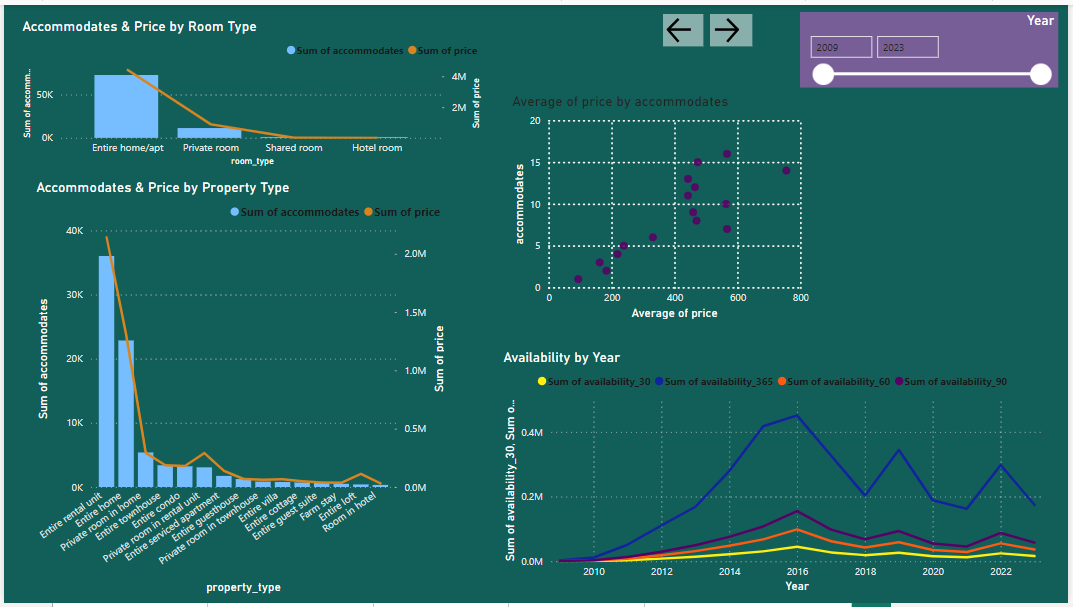 Accommodates & Price by Room Type
Sum of accommodates Sum of price
Sum of accomm...
50K
0K
4M
2M
Sum of price
Entire home/apt Private room Shared room Hotel room
room_type
Year
2009 2023
Accommodates & Price by Property Type
Sum of accommodates Sum of price
Sum of accommodates
40K
30K
20K
10K
0K
2.0M
1.5M
1.0M
0.5M
0.0M
Sum of price
Entire rental unit
Entire home
Private room in home
Entire townhouse
Entire condo
Private room in rental unit
Entire serviced apartment
Entire guesthouse
Private room in townhouse
Entire villa
Entire cottage
Entire guest suite
Farm stay
Entire loft
Room in hotel
property_type
Average of price by accommodates
accommodates
20
15
10
5
0
0 200 400 600 800
Average of price
Availability by Year
Sum of availability_30 Sum of availability_365 Sum of availability_60 Sum of availability_90
Sum of availability_30, Sum o...
0.4M
0.2M
0.0M
2010 2012 2014 2016 2018 2020 2022
Year